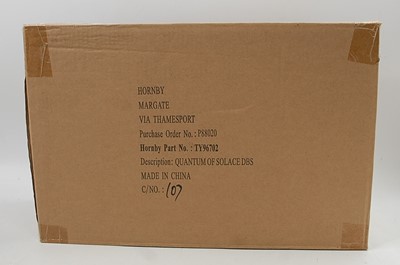 HORNBY
MARGATE
VIA THAMESPORT
Purchase Order No.: P88020
Hornby Part No.: TY96702
Description: QUANTUM OF SOLACE DBS
MADE IN CHINA
C/NO.: 107